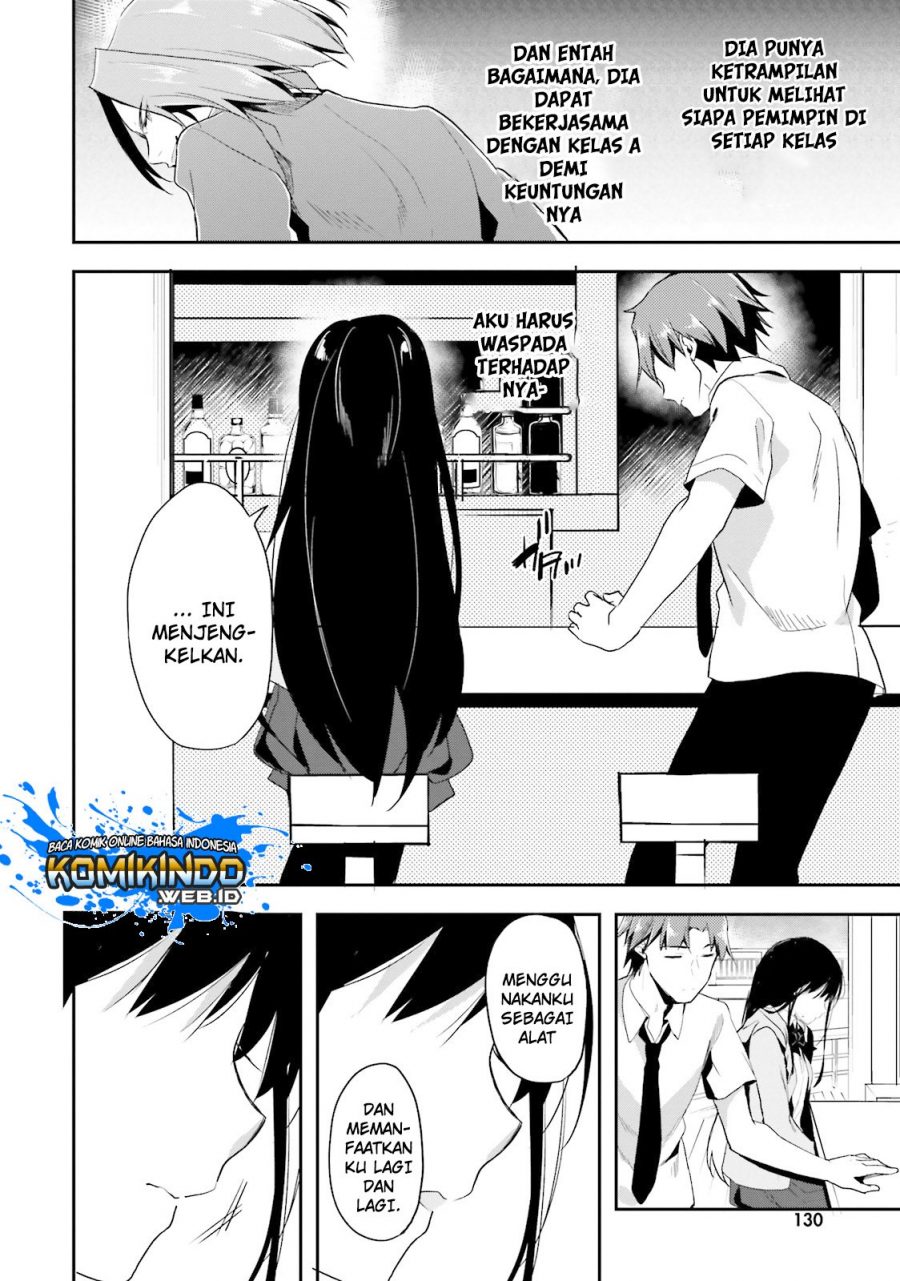 DIA PUNYA
KETRAMPILAN
UNTUK MELIHAT
SIAPA PEMIMPIN DI
SETIAP KELAS
DAN ENTAH
BAGAIMANA, DIA
DAPAT
BEKERJASAMA
DENGAN KELAS A
DEMI
KEUNTUNGAN
NYA
AKU HARUS
WASPADA
TERHADAP
NYA-
... INI
MENJENG-
KELKAN.
BACA KOMIK ONLINE BAHASA INDONESIA
KOMIKINDO
.WEB.ID
MENGGU
NAKANKU
SEBAGAI
ALAT
DAN
MEMAN-
FAATKAN
KU LAGI
DAN
LAGI.
130